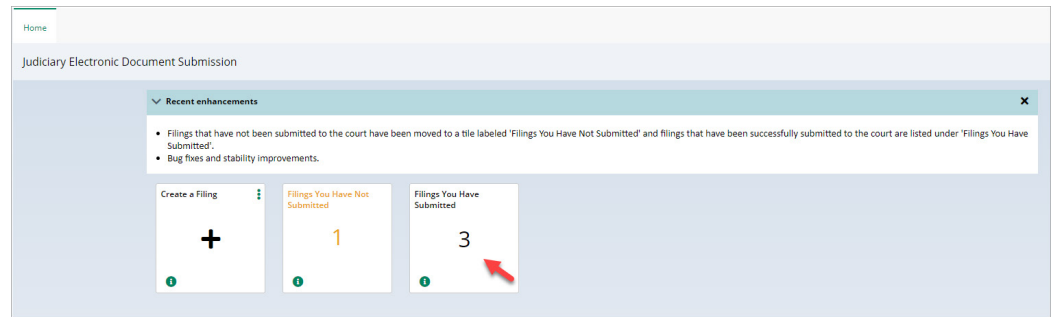 Home
Judiciary Electronic Document Submission
Recent enhancements
• Filings that have not been submitted to the court have been moved to a tile labeled 'Filings You Have Not Submitted' and filings that have been successfully submitted to the court are listed under 'Filings You Have
Submitted'.
• Bug fixes and stability improvements.
Create a Filing
Filings You Have Not
Submitted
1
Filings You Have
Submitted
3